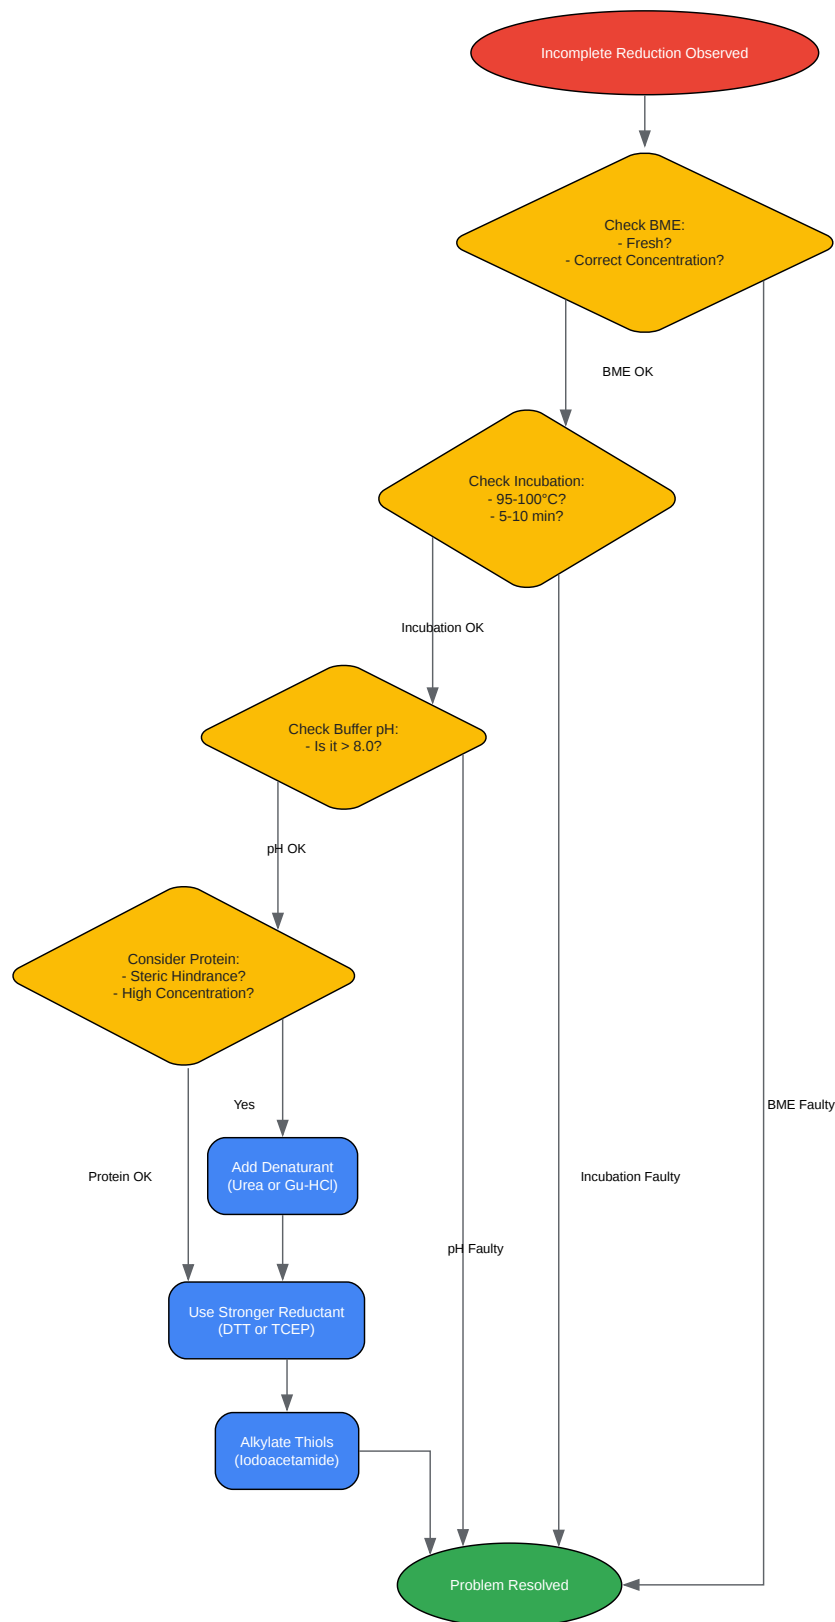 Incomplete Reduction Observed
Check BME:
- Fresh?
- Correct Concentration?
BME OK
Check Incubation:
- 95-100°C?
- 5-10 min?
Incubation OK
Check Buffer pH:
- Is it > 8.0?
pH OK
Consider Protein:
- Steric Hindrance?
- High Concentration?
Yes
BME Faulty
Add Denaturant
(Urea or Gu-HCl)
Protein OK
Incubation Faulty
pH Faulty
Use Stronger Reductant
(DTT or TCEP)
Alkylate Thiols
(Iodoacetamide)
Problem Resolved